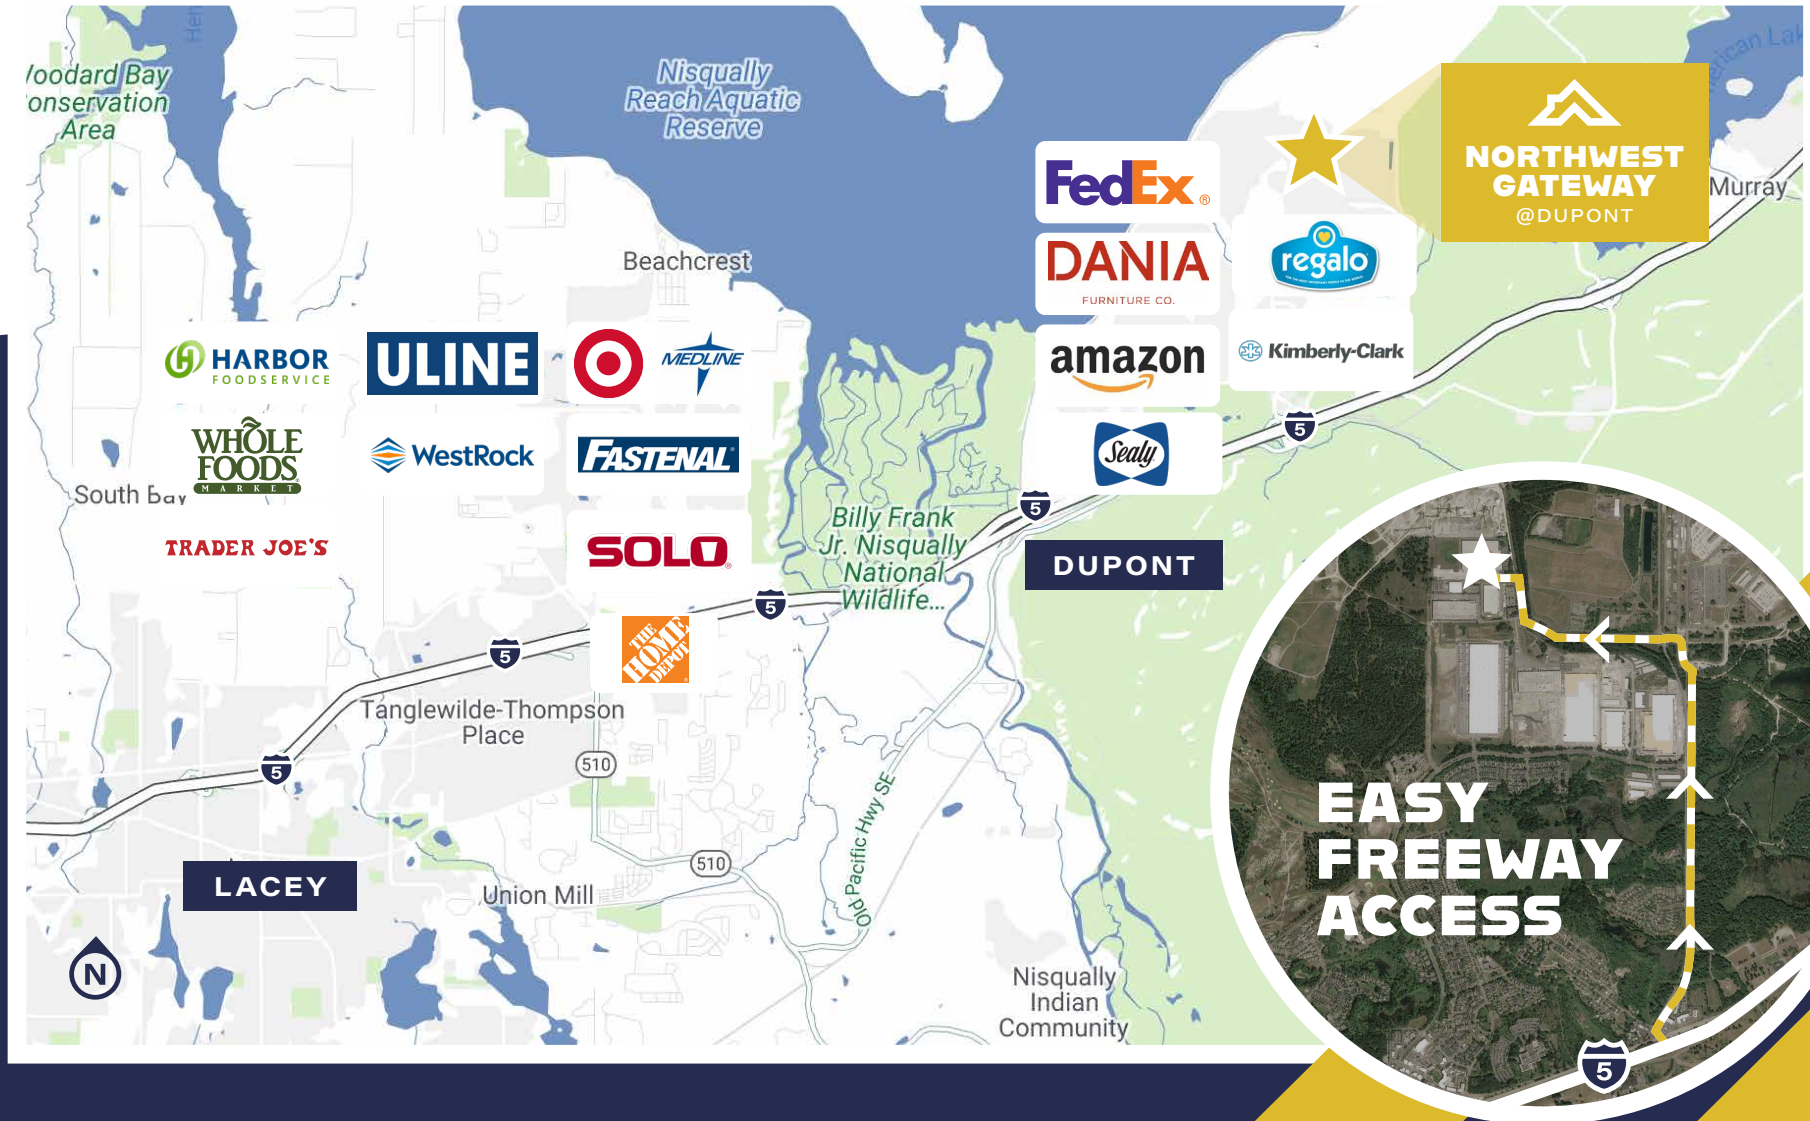 Woodard Bay
Conservation
Area
Nisqually
Reach Aquatic
Reserve
American Lak
NORTHWEST
GATEWAY
@DUPONT
Murray
FedEx®
DANIA
FURNITURE CO.
regalo
amazon
Kimberly-Clark
Sealy
5
5
DUPONT
Beachcrest
HARBOR
FOODSERVICE
ULINE
MEDLINE
WHOLE
FOODS
MARKET
WestRock
FASTENAL®
South Bay
TRADER JOE'S
SOLO®
Billy Frank
Jr. Nisqually
National
Wildlife...
5
THE
HOME
DEPOT
5
Tanglewilde-Thompson
Place
510
5
Old Pacific Hwy SE
510
LACEY
Union Mill
N
Nisqually
Indian
Community
EASY
FREEWAY
ACCESS
5